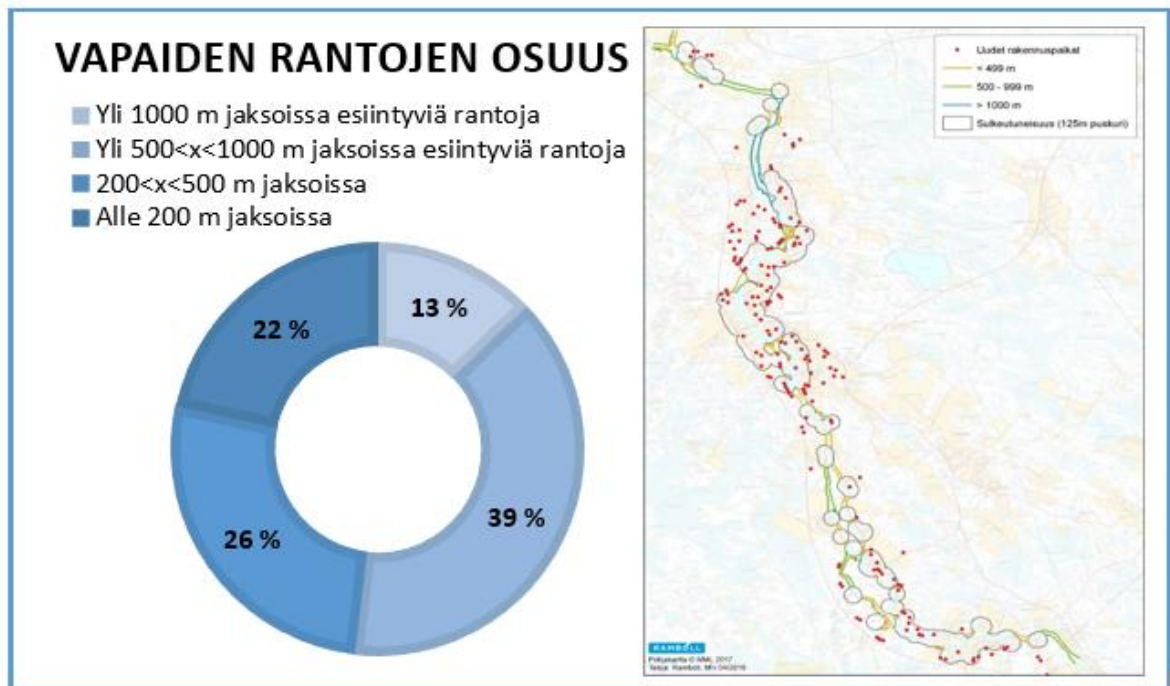 VAPAIDEN RANTOJEN OSUUS
Yli 1000 m jaksoissa esiintyviä rantoja
Yli 500<x<1000 m jaksoissa esiintyviä rantoja
200<x<500 m jaksoissa
Alle 200 m jaksoissa
13 %
22 %
39 %
26 %
Uudet rakennuspaikat
< 499 m
500 - 999 m
> 1000 m
Sulkeutuneisuus (125m puskuri)
RAMBOLL
Pohjakartta © MML 2017